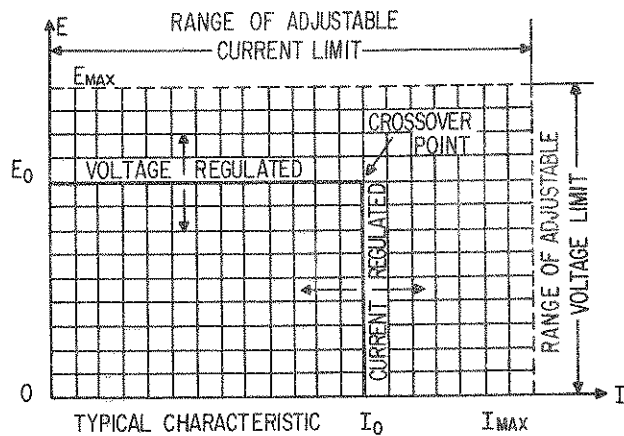 E
RANGE OF ADJUSTABLE
CURRENT LIMIT
EMAX
CROSSOVER
POINT
E0
VOLTAGE REGULATED
CURRENT REGULATED
RANGE OF ADJUSTABLE
VOLTAGE LIMIT
0
I
TYPICAL CHARACTERISTIC I0 IMAX